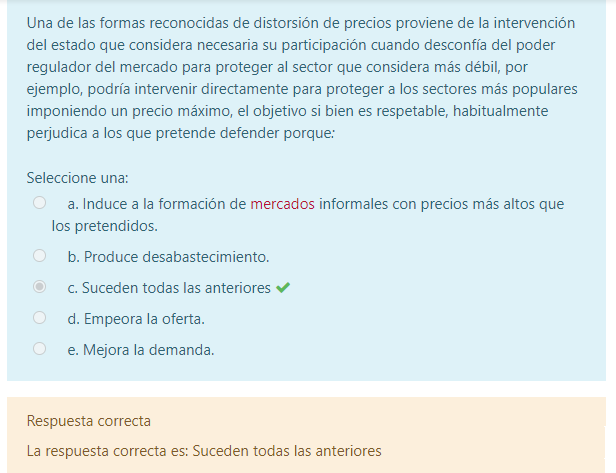 Una de las formas reconocidas de distorsión de precios proviene de la intervención
del estado que considera necesaria su participación cuando desconfía del poder
regulador del mercado para proteger al sector que considera más débil, por
ejemplo, podría intervenir directamente para proteger a los sectores más populares
imponiendo un precio máximo, el objetivo si bien es respetable, habitualmente
perjudica a los que pretende defender porque:
Seleccione una:
a. Induce a la formación de mercados informales con precios más altos que
los pretendidos.
b. Produce desabastecimiento.
c. Suceden todas las anteriores
d. Empeora la oferta.
e. Mejora la demanda.
Respuesta correcta
La respuesta correcta es: Suceden todas las anteriores